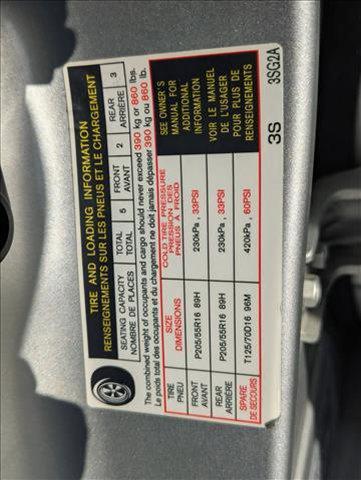 TIRE AND LOADING INFORMATION
RENSEIGNEMENTS SUR LES PNEUS ET LE CHARGEMENT
SEATING CAPACITY TOTAL 5 FRONT 2 REAR 3
NOMBRE DE PLACES TOTAL AVANT ARRIÈRE
The combined weight of occupants and cargo should never exceed 390 kg or 860 lbs.
Le poids total des occupants et du chargement ne doit jamais dépasser 390 kg ou 860 lb.
TIRE SIZE COLD TIRE PRESSURE
PNEU DIMENSIONS PRESSION DES PNEUS À FROID
FRONT P205/55R16 89H 230kPa, 33PSI
AVANT
REAR P205/55R16 89H 230kPa, 33PSI
ARRIÈRE
SPARE T125/70D16 96M 420kPa, 60PSI
DE SECOURS
SEE OWNER'S
MANUAL FOR
ADDITIONAL
INFORMATION
VOIR LE MANUEL
DE L'USAGER
POUR PLUS DE
RENSEIGNEMENTS
3S 3SG2A